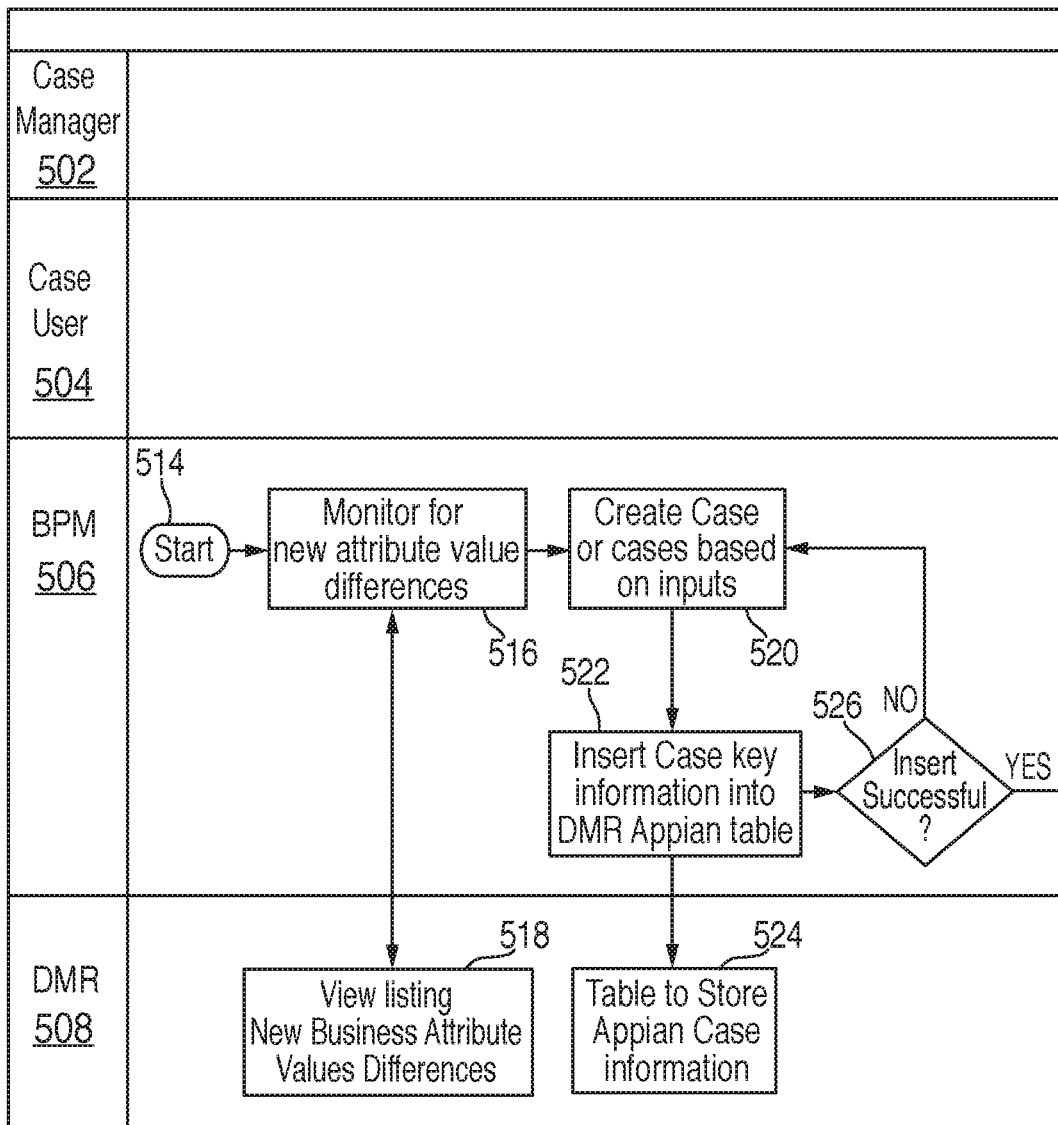 Case
Manager
502
Case
User
504
BPM
506
514
Start
Monitor for
new attribute value
differences
516
Create Case
or cases based
on inputs
520
522
Insert Case key
information into
DMR Appian table
526
NO
Insert
Successful
?
YES
DMR
508
518
View listing
New Business Attribute
Values Differences
524
Table to Store
Appian Case
information